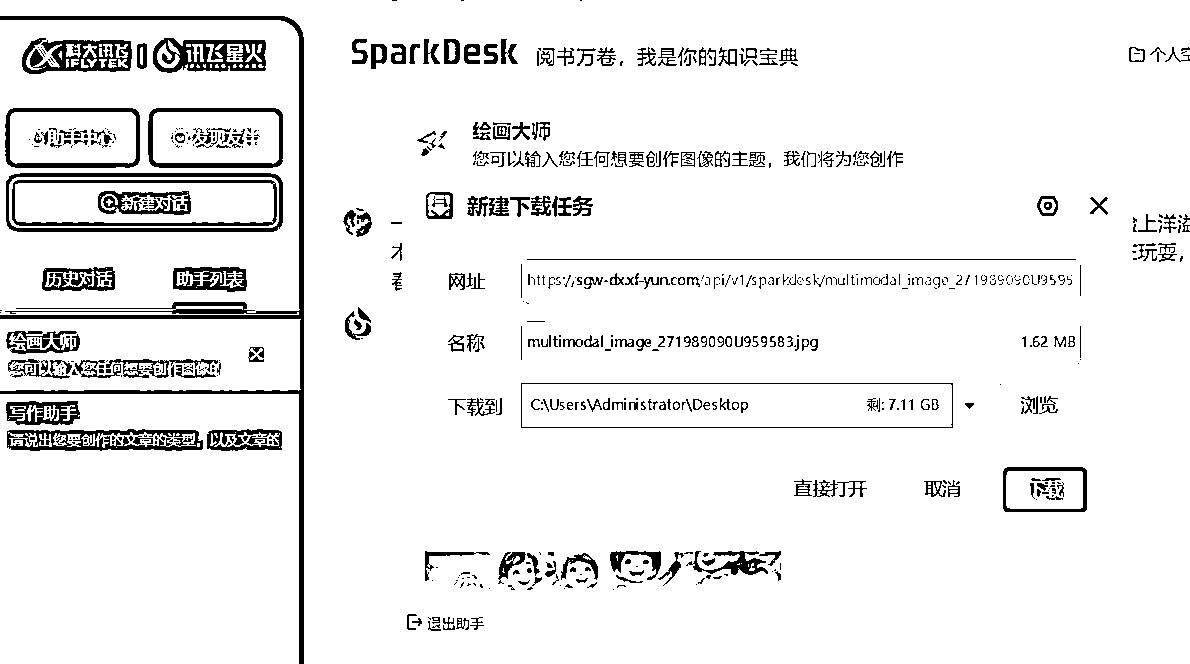 科大讯飞 iFLYTEK 讯飞星火
助手中心 发现友伴
新建对话
历史对话 助手列表
绘画大师
您可以输入您任何想要创作图像的
写作助手
请说出您要创作的文章的类型，以及文章的
SparkDesk 阅书万卷，我是你的知识宝典
个人空
绘画大师
您可以输入您任何想要创作图像的主题，我们将为您创作
上洋溢
玩耍，
新建下载任务
网址 https://sgw-dx.xf-yun.com/api/v1/sparkdesk/multimodal_image_271989090U9595
名称 multimodal_image_271989090U959583.jpg 1.62 MB
下载到 C:\Users\Administrator\Desktop 剩: 7.11 GB 浏览
直接打开 取消 下载
退出助手